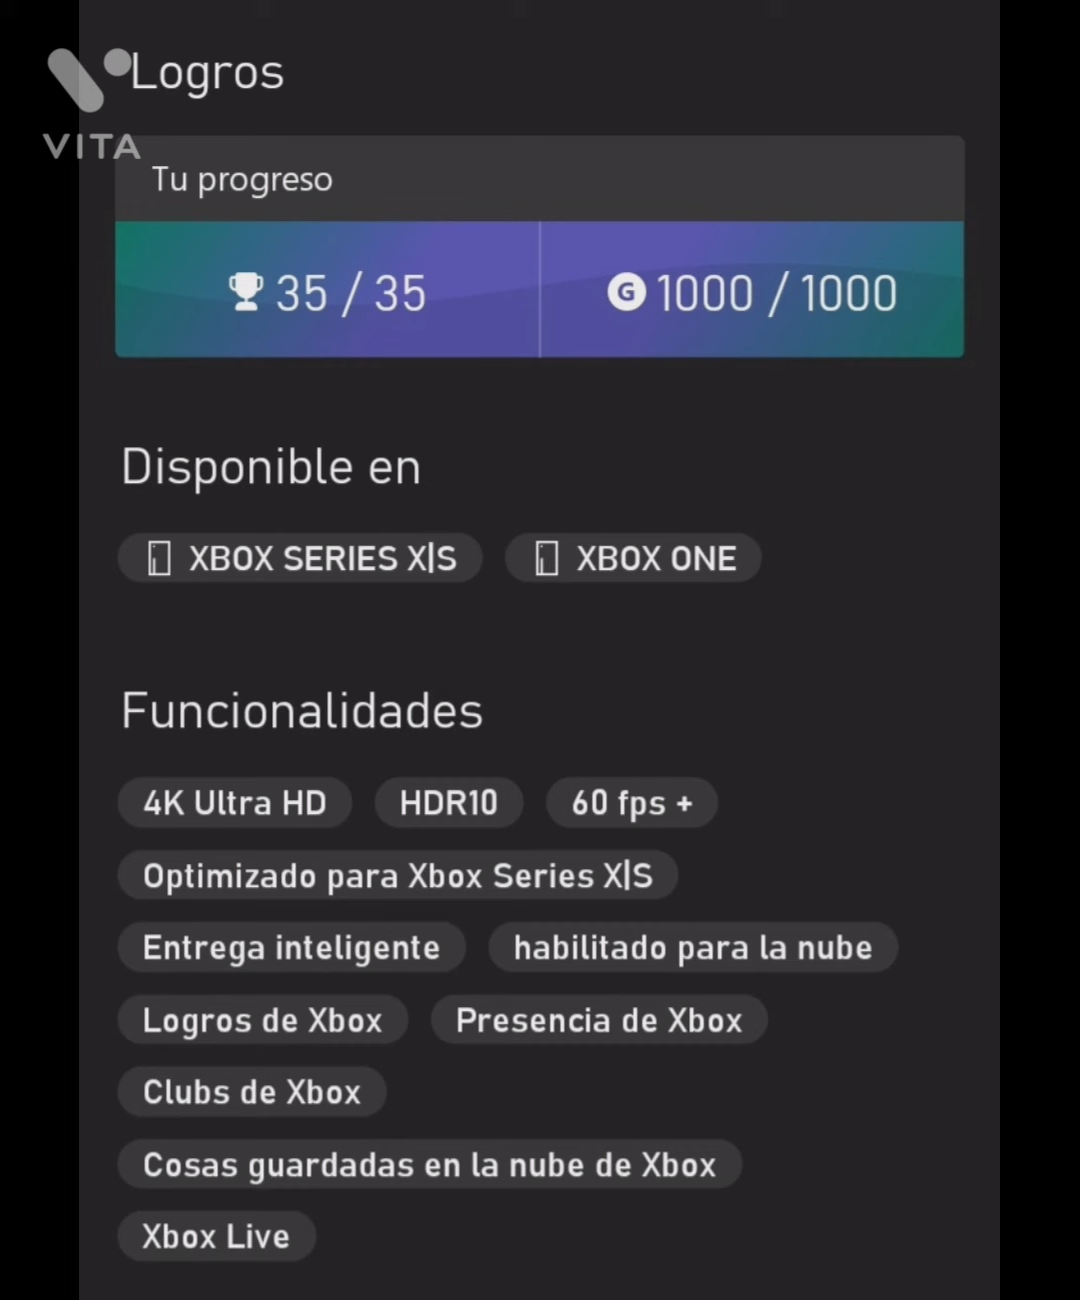 Logros
VITA
Tu progreso
35 / 35
G 1000 / 1000
Disponible en
XBOX SERIES X|S XBOX ONE
Funcionalidades
4K Ultra HD HDR10 60 fps +
Optimizado para Xbox Series X|S
Entrega inteligente habilitado para la nube
Logros de Xbox Presencia de Xbox
Clubs de Xbox
Cosas guardadas en la nube de Xbox
Xbox Live